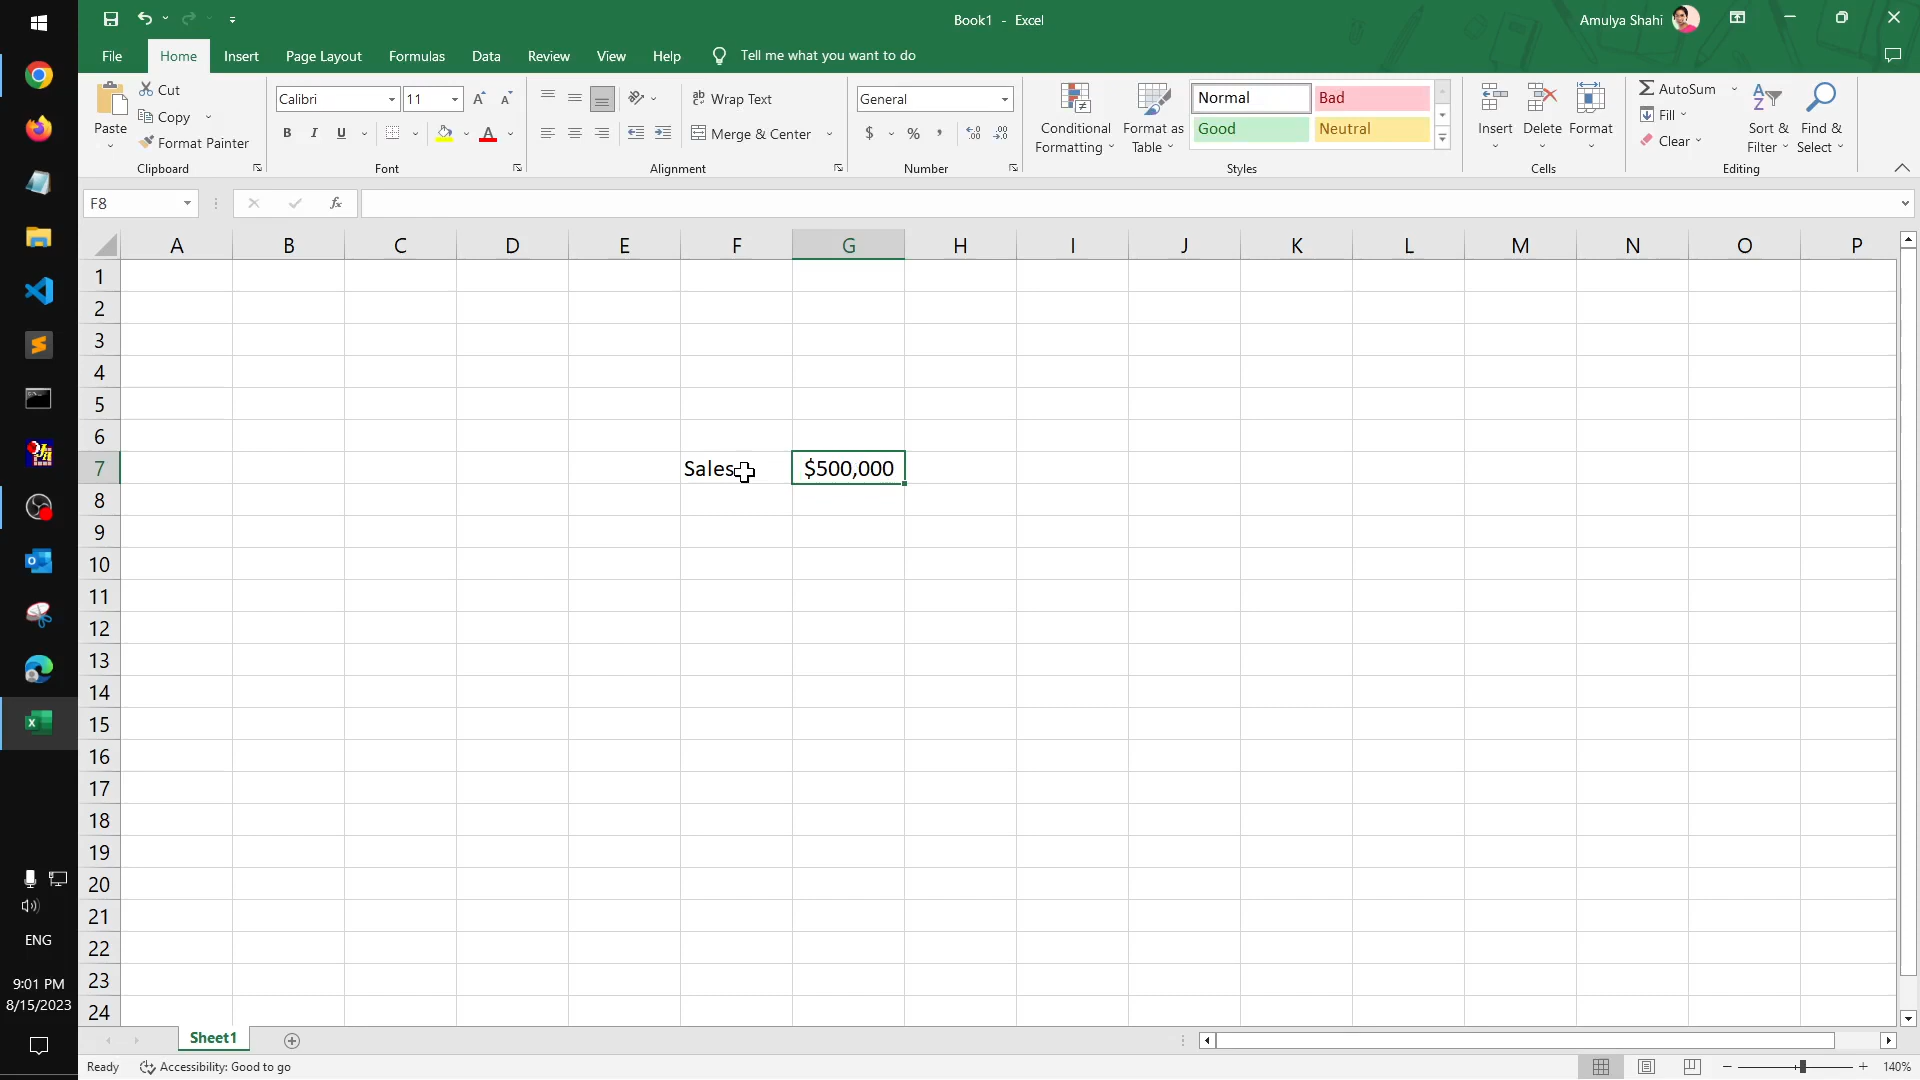 Book1 - Excel
Amulya Shahi
File Home Insert Page Layout Formulas Data Review View Help Tell me what you want to do
Paste
Cut
Copy
Format Painter
Clipboard
Calibri 11
B I U
Font
Wrap Text
Merge & Center
Alignment
General
$ % ,
Number
Conditional
Formatting
Format as
Table
Normal Bad
Good Neutral
Styles
Insert Delete Format
Cells
AutoSum
Fill
Clear
Sort &
Filter
Find &
Select
Editing
F8
fx
A B C D E F G H I J K L M N O P
1
2
3
4
5
6
7 Sales $500,000
8
9
10
11
12
13
14
15
16
17
18
19
20
21
22
23
24
ENG
9:01 PM
8/15/2023
Sheet1
Ready Accessibility: Good to go
140%